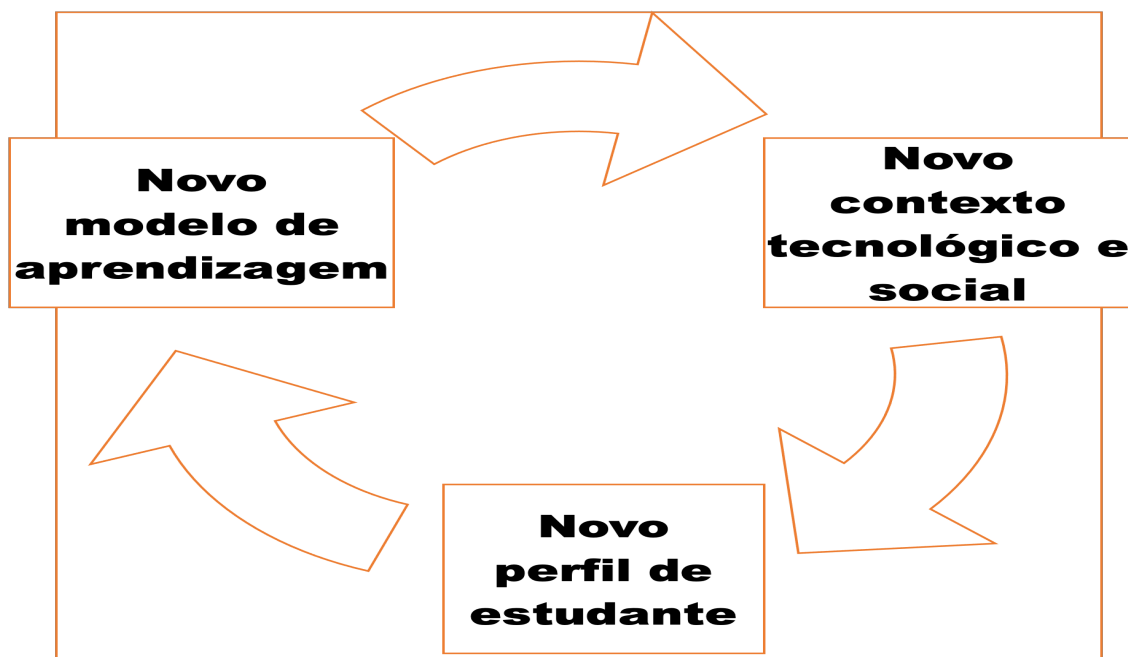 Novo
modelo de
aprendizagem
Novo
contexto
tecnológico e
social
Novo
perfil de
estudante